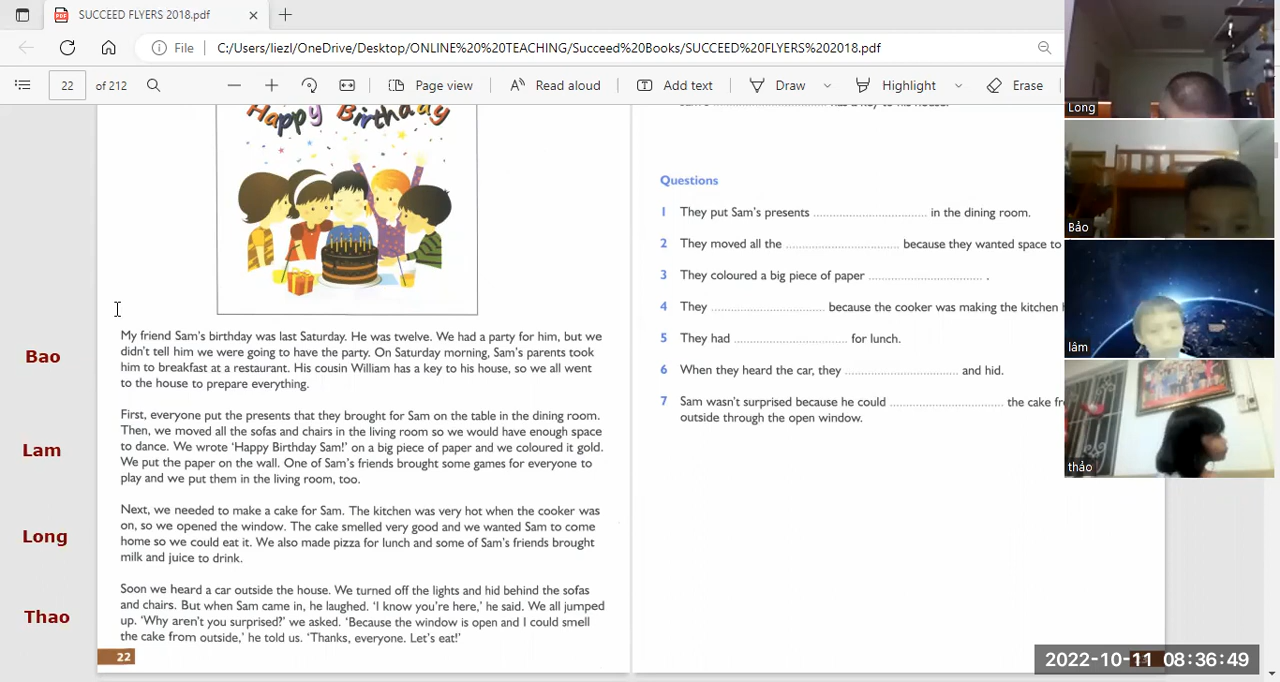 SUCCEED FLYERS 2018.pdf
File
C:/Users/liezl/OneDrive/Desktop/ONLINE%20%20TEACHING/Succeed%20Books/SUCCEED%20FLYERS%202018.pdf
22 of 212
Page view
Read aloud
Add text
Draw
Highlight
Erase
Happy Birthday
Bao
Lam
Long
Thao
My friend Sam's birthday was last Saturday. He was twelve. We had a party for him, but we
didn't tell him we were going to have the party. On Saturday morning, Sam's parents took
him to breakfast at a restaurant. His cousin William has a key to his house, so we all went
to the house to prepare everything.
First, everyone put the presents that they brought for Sam on the table in the dining room.
Then, we moved all the sofas and chairs in the living room so we would have enough space
to dance. We wrote 'Happy Birthday Sam!' on a big piece of paper and we coloured it gold.
We put the paper on the wall. One of Sam's friends brought some games for everyone to
play and we put them in the living room, too.
Next, we needed to make a cake for Sam. The kitchen was very hot when the cooker was
on, so we opened the window. The cake smelled very good and we wanted Sam to come
home so we could eat it. We also made pizza for lunch and some of Sam's friends brought
milk and juice to drink.
Soon we heard a car outside the house. We turned off the lights and hid behind the sofas
and chairs. But when Sam came in, he laughed. 'I know you're here,' he said. We all jumped
up. 'Why aren't you surprised?' we asked. 'Because the window is open and I could smell
the cake from outside,' he told us. 'Thanks, everyone. Let's eat!'
22
has a key to his house.
Questions
1 They put Sam's presents .............................. in the dining room.
2 They moved all the .............................. because they wanted space to
3 They coloured a big piece of paper .............................. .
4 They .............................. because the cooker was making the kitchen
5 They had .............................. for lunch.
6 When they heard the car, they .............................. and hid.
7 Sam wasn't surprised because he could .............................. the cake
outside through the open window.
Long
Bảo
lâm
thảo
2022-10-11 08:36:49